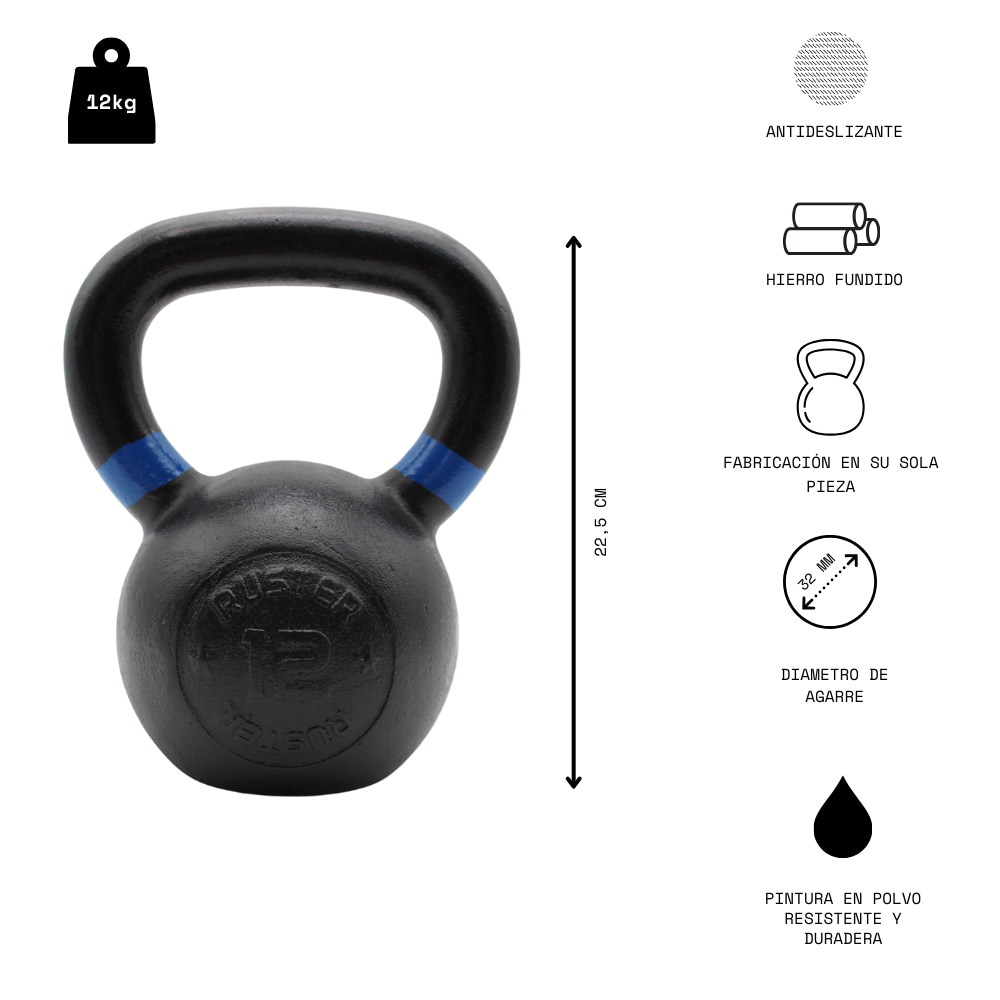 12kg
ANTIDESLIZANTE
HIERRO FUNDIDO
FABRICACIÓN EN SU SOLA
PIEZA
22,5 CM
32 MM
RUSTER
12
RUSTER
DIAMETRO DE
AGARRE
PINTURA EN POLVO
RESISTENTE Y
DURADERA